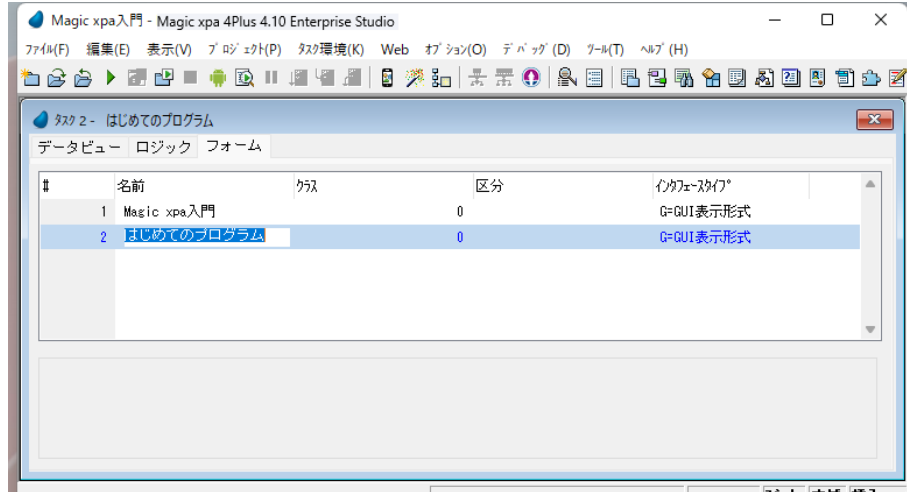 Magic xpa入門 - Magic xpa 4Plus 4.10 Enterprise Studio
ﾌｧｲﾙ(F) 編集(E) 表示(V) ﾌﾟﾛｼﾞｪｸﾄ(P) ﾀｽｸ環境(K) Web ｵﾌﾟｼｮﾝ(O) ﾃﾞﾊﾞｯｸﾞ(D) ﾂｰﾙ(T) ﾍﾙﾌﾟ(H)
ﾀｽｸ 2 - はじめてのプログラム
データビュー ロジック フォーム
# 名前 ｸﾗｽ 区分 ｲﾝﾀﾌｪｰｽﾀｲﾌﾟ
1 Magic xpa入門 0 G=GUI表示形式
2 はじめてのプログラム 0 G=GUI表示形式